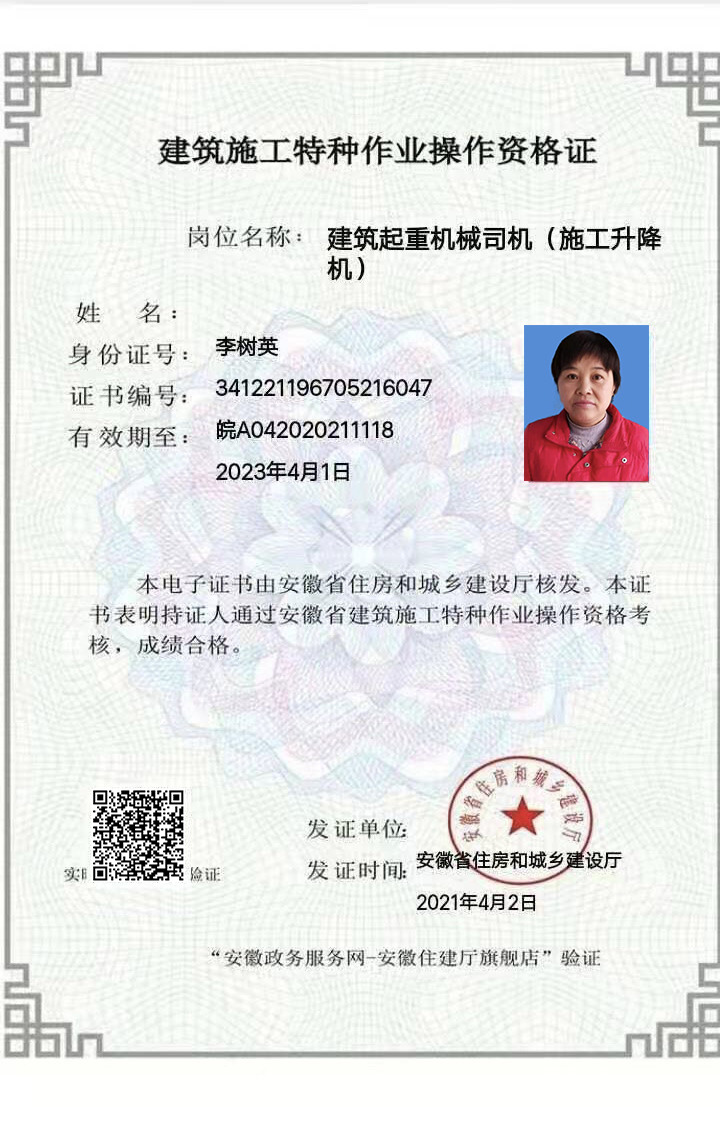 建筑施工特种作业操作资格证
岗位名称：建筑起重机械司机（施工升降
机）
姓　名：
李树英
身份证号：
341221196705216047
证书编号：
皖A042020211118
有效期至：
2023年4月1日
本电子证书由安徽省住房和城乡建设厅核发。本证
书表明持证人通过安徽省建筑施工特种作业操作资格考
核，成绩合格。
安徽省住房和城乡建设厅
发证单位：
安徽省住房和城乡建设厅
实时
验证
发证时间：
2021年4月2日
“安徽政务服务网-安徽住建厅旗舰店”验证